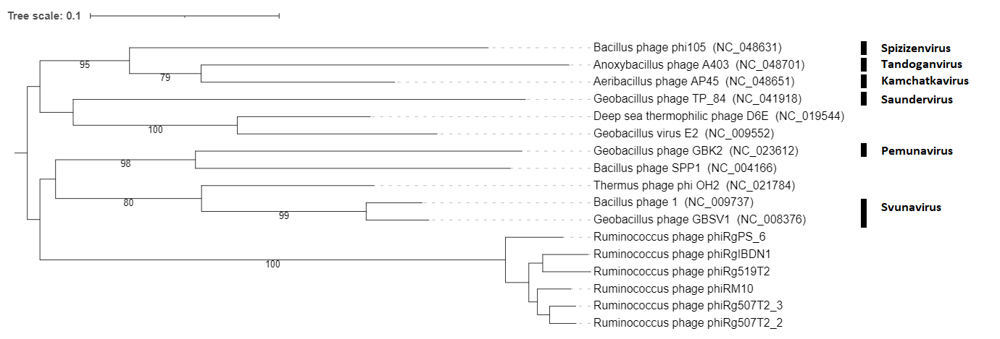 Tree scale: 0.1
Bacillus phage phi105 (NC_048631) Spizizenvirus
95
Anoxybacillus phage A403 (NC_048701) Tandoganvirus
79
Aeribacillus phage AP45 (NC_048651) Kamchatkavirus
Geobacillus phage TP_84 (NC_041918) Saundervirus
Deep sea thermophilic phage D6E (NC_019544)
100
Geobacillus virus E2 (NC_009552)
Geobacillus phage GBK2 (NC_023612) Pemunavirus
98
Bacillus phage SPP1 (NC_004166)
Thermus phage phi OH2 (NC_021784)
80
Bacillus phage 1 (NC_009737) Svunavirus
99
Geobacillus phage GBSV1 (NC_008376)
Ruminococcus phage phiRgPS_6
Ruminococcus phage phiRgIBDN1
100
Ruminococcus phage phiRg519T2
Ruminococcus phage phiRM10
Ruminococcus phage phiRg507T2_3
Ruminococcus phage phiRg507T2_2